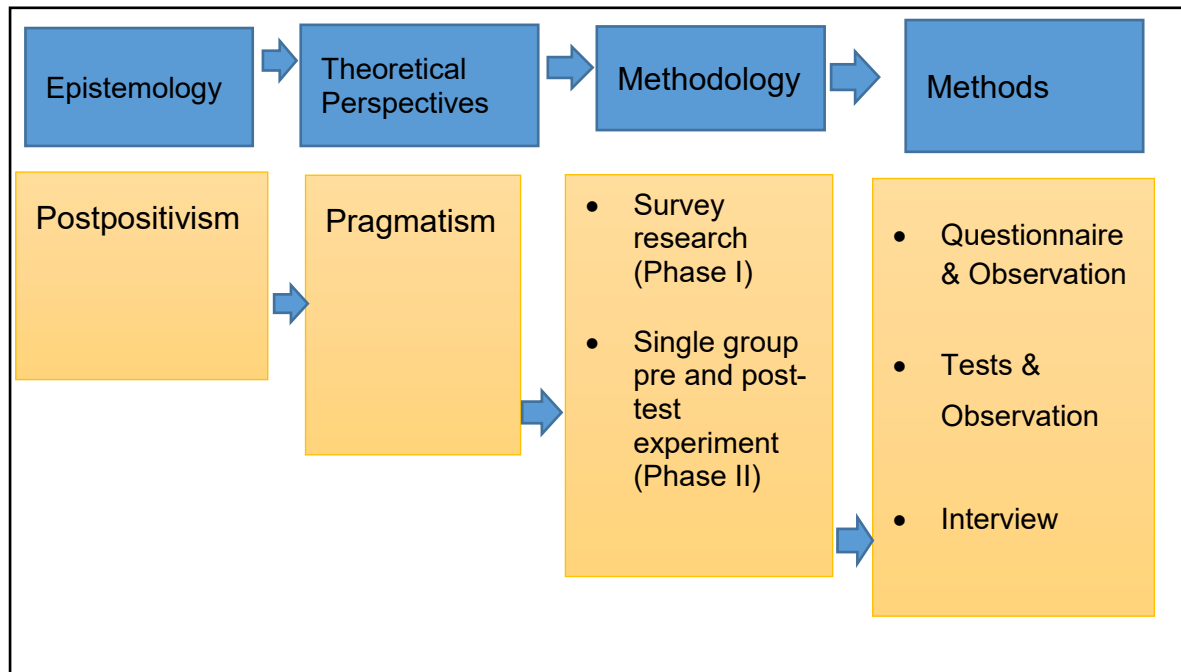 Epistemology
Theoretical
Perspectives
Methodology
Methods
Postpositivism
Pragmatism
• Survey
research
(Phase I)
• Single group
pre and post-
test
experiment
(Phase II)
• Questionnaire
& Observation
• Tests &
Observation
• Interview